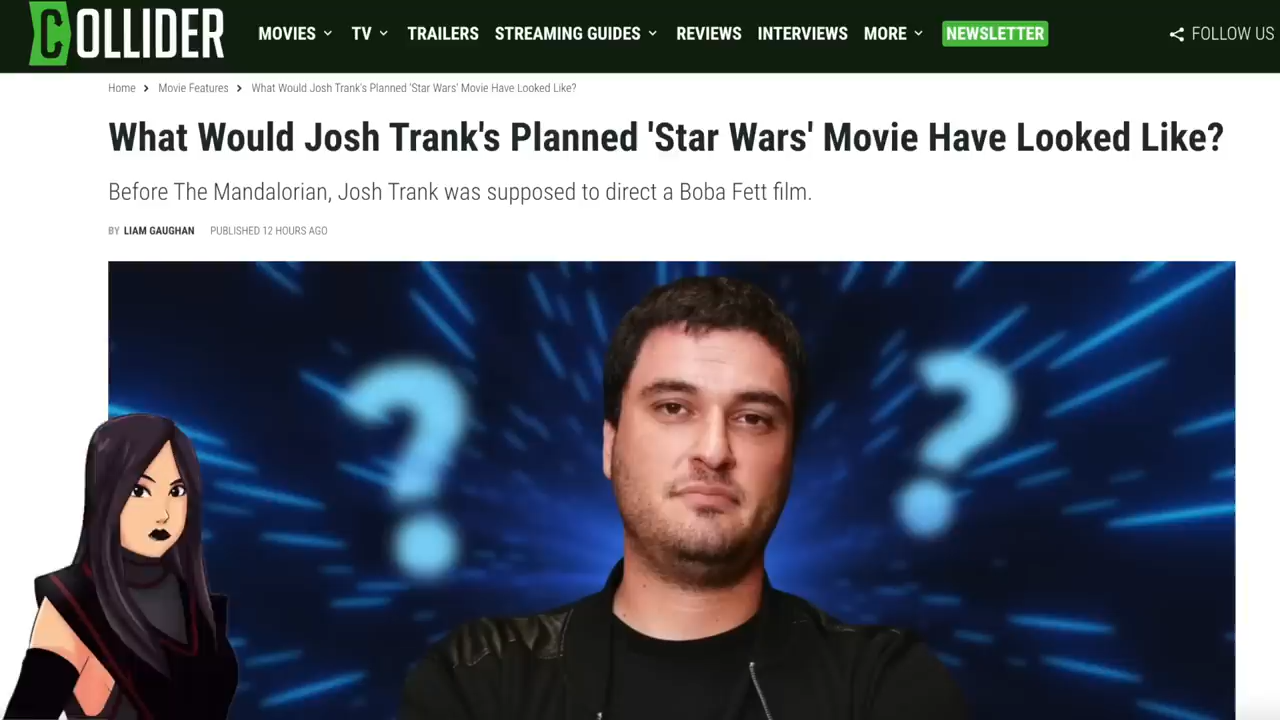 COLLIDER
MOVIES TV TRAILERS STREAMING GUIDES REVIEWS INTERVIEWS MORE NEWSLETTER FOLLOW US
Home > Movie Features > What Would Josh Trank's Planned 'Star Wars' Movie Have Looked Like?
What Would Josh Trank's Planned 'Star Wars' Movie Have Looked Like?
Before The Mandalorian, Josh Trank was supposed to direct a Boba Fett film.
BY LIAM GAUGHAN PUBLISHED 12 HOURS AGO
? ?